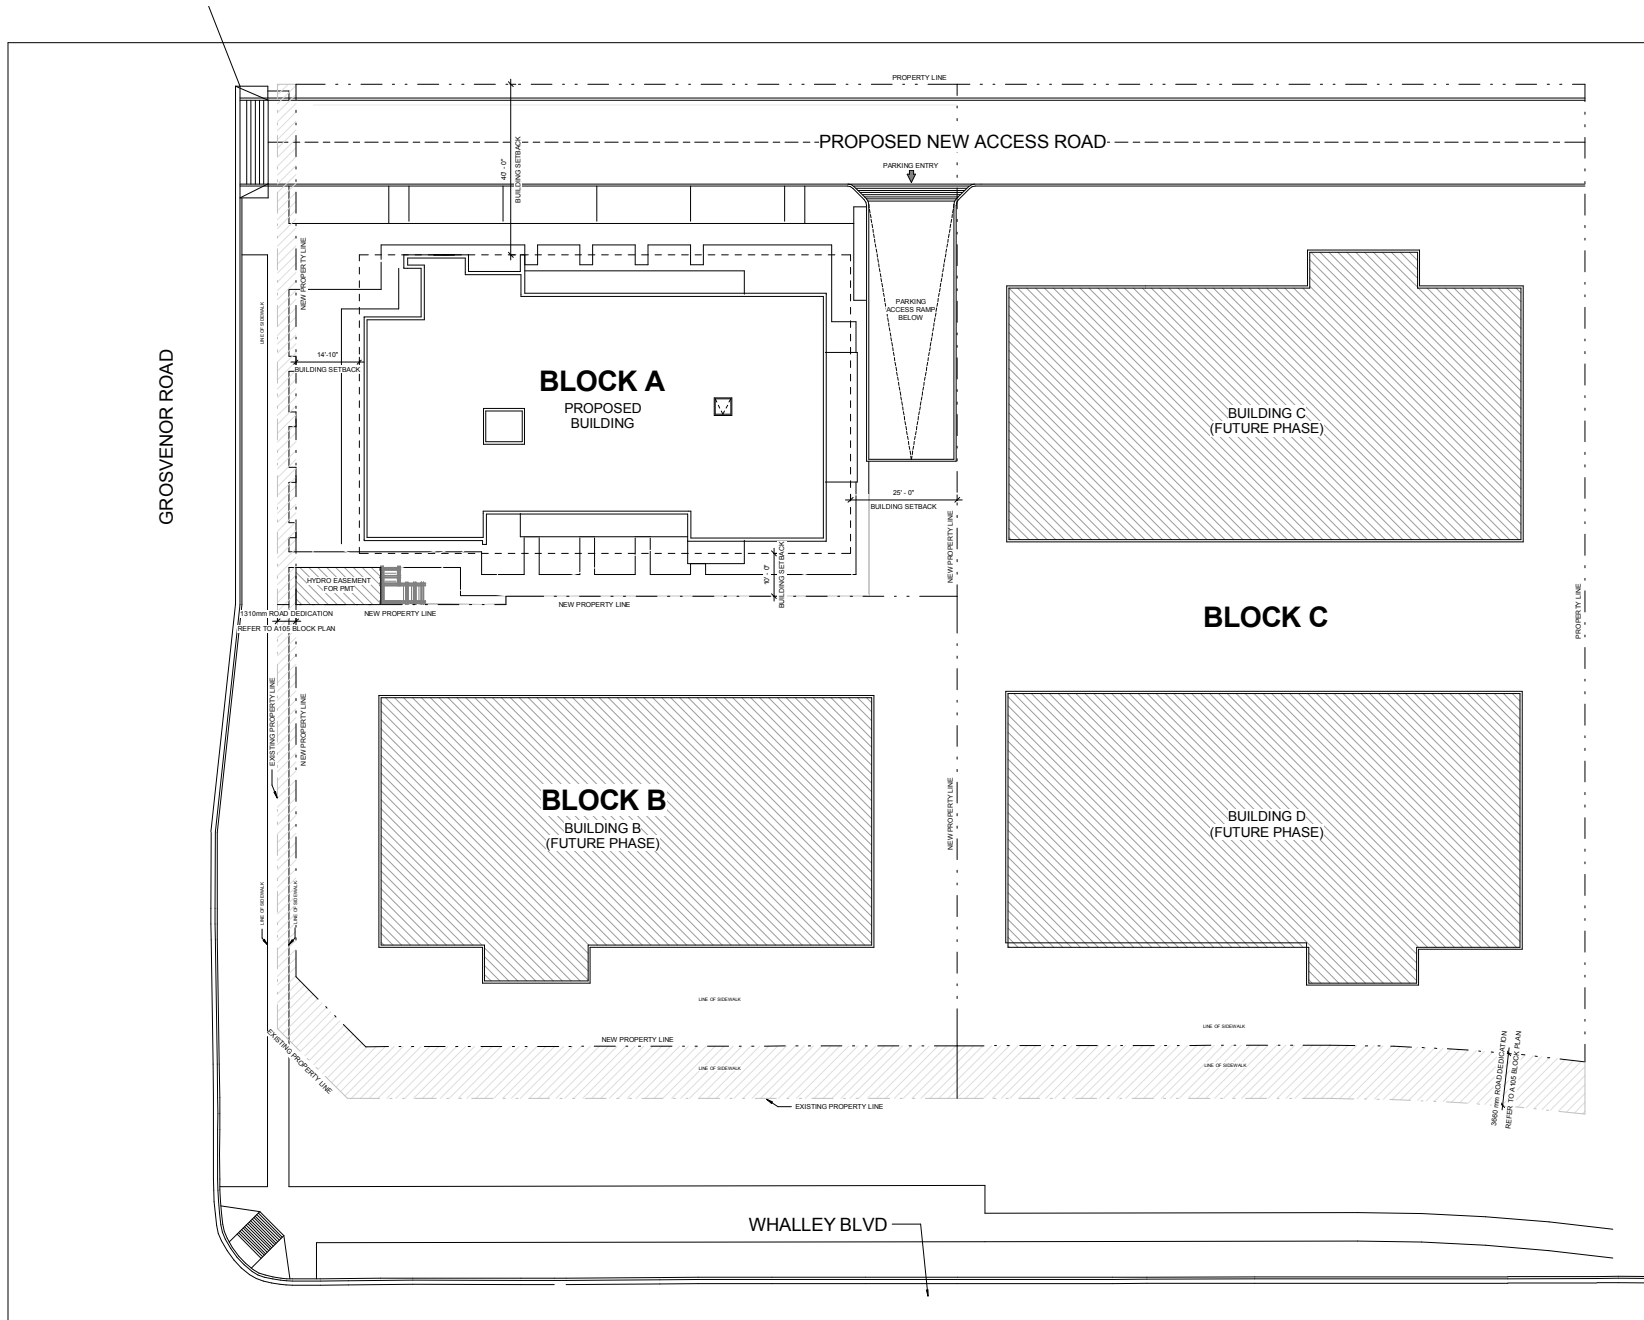 PROPERTY LINE
PROPOSED NEW ACCESS ROAD
PARKING ENTRY
40' - 0"
BUILDING SETBACK
NEW PROPERTY LINE
LINE OF SIDEWALK
PARKING
ACCESS RAMP
BELOW
14'-10"
BUILDING SETBACK
GROSVENOR ROAD
BLOCK A
PROPOSED
BUILDING
BUILDING C
(FUTURE PHASE)
25' - 0"
BUILDING SETBACK
NEW PROPERTY LINE
10' - 0"
BUILDING SETBACK
HYDRO EASEMENT
FOR PMT
NEW PROPERTY LINE
1310mm ROAD DEDICATION
NEW PROPERTY LINE
REFER TO A105 BLOCK PLAN
BLOCK C
PROPERTY LINE
EXISTING PROPERTY LINE
NEW PROPERTY LINE
NEW PROPERTY LINE
BLOCK B
BUILDING B
(FUTURE PHASE)
BUILDING D
(FUTURE PHASE)
LINE OF SIDEWALK
LINE OF SIDEWALK
LINE OF SIDEWALK
LINE OF SIDEWALK
EXISTING PROPERTY LINE
NEW PROPERTY LINE
LINE OF SIDEWALK
LINE OF SIDEWALK
3660 mm ROAD DEDICATION
REFER TO A105 BLOCK PLAN
EXISTING PROPERTY LINE
WHALLEY BLVD